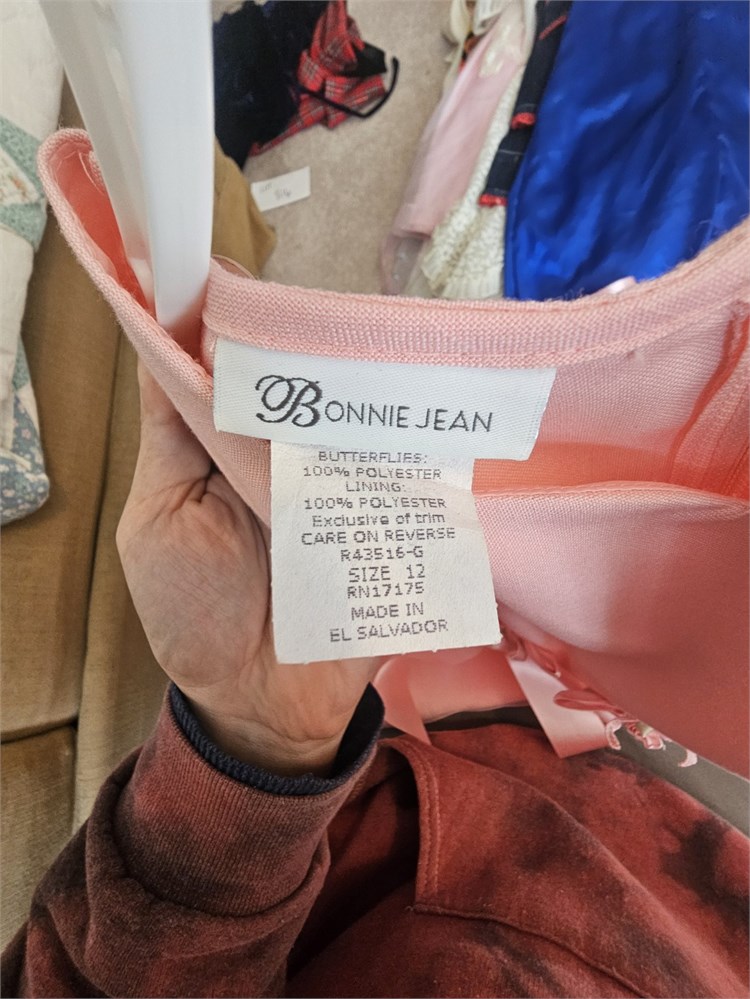 BONNIE JEAN
BUTTERFLIES:
100% POLYESTER
LINING:
100% POLYESTER
Exclusive of trim
CARE ON REVERSE
R43516-G
SIZE 12
RN17175
MADE IN
EL SALVADOR